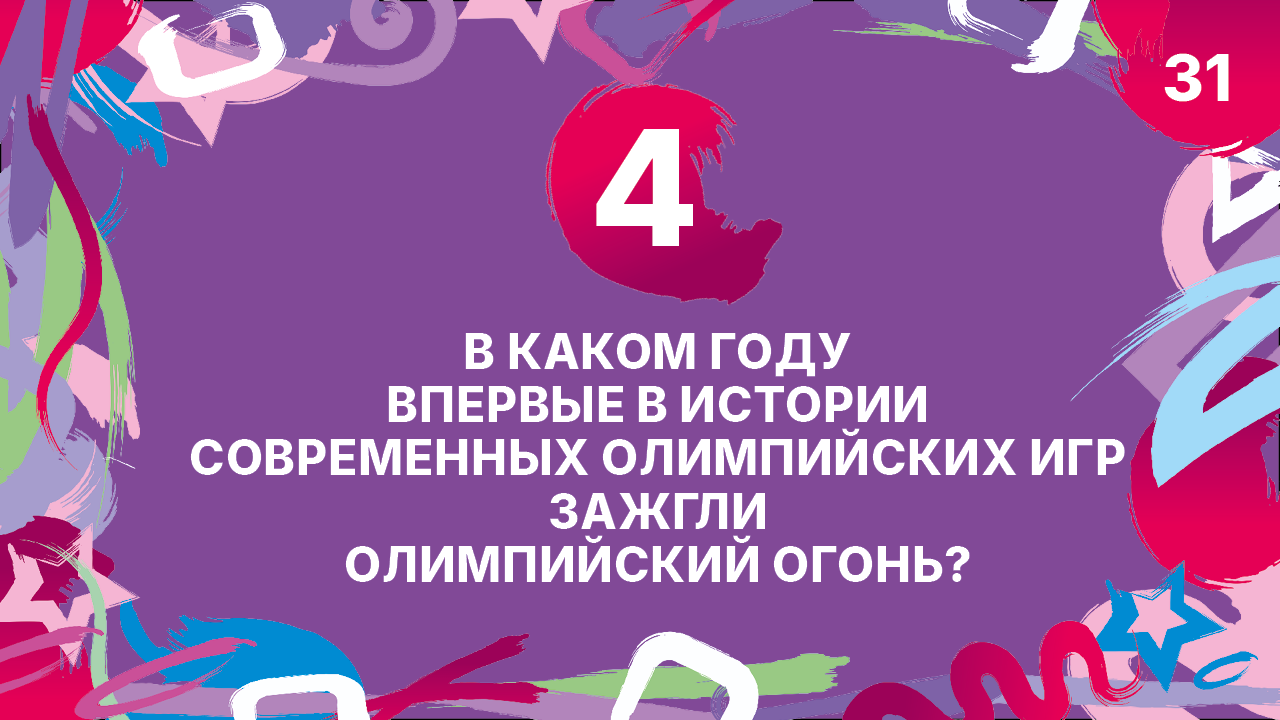 31
4
В КАКОМ ГОДУ
ВПЕРВЫЕ В ИСТОРИИ
СОВРЕМЕННЫХ ОЛИМПИЙСКИХ ИГР
ЗАЖГЛИ
ОЛИМПИЙСКИЙ ОГОНЬ?